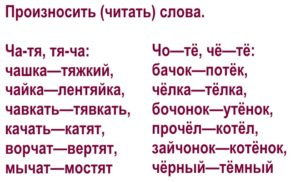 Произносить (читать) слова.
Ча-тя, тя-ча:
чашка—тяжкий,
чайка—лентяйка,
чавкать—тявкать,
качать—катят,
ворчат—вертят,
мычат—мостят
Чо—тё, чё—тё:
бачок—потёк,
чёлка—тёлка,
бочонок—утёнок,
прочёл—котёл,
зайчонок—котёнок,
чёрный—тёмный